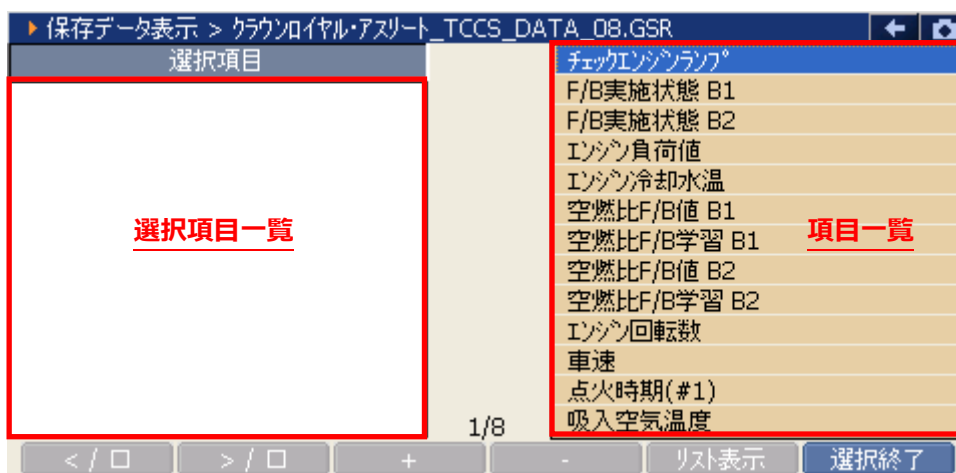 保存データ表示 > クラウンロイヤル・アスリート_TCCS_DATA_08.GSR
選択項目
選択項目一覧
チェックエンジンランプ
F/B実施状態 B1
F/B実施状態 B2
エンジン負荷値
エンジン冷却水温
空燃比F/B値 B1
空燃比F/B学習 B1
空燃比F/B値 B2
空燃比F/B学習 B2
エンジン回転数
車速
点火時期(#1)
吸入空気温度
項目一覧
1/8
< / ロ
> / ロ
+
-
リスト表示
選択終了